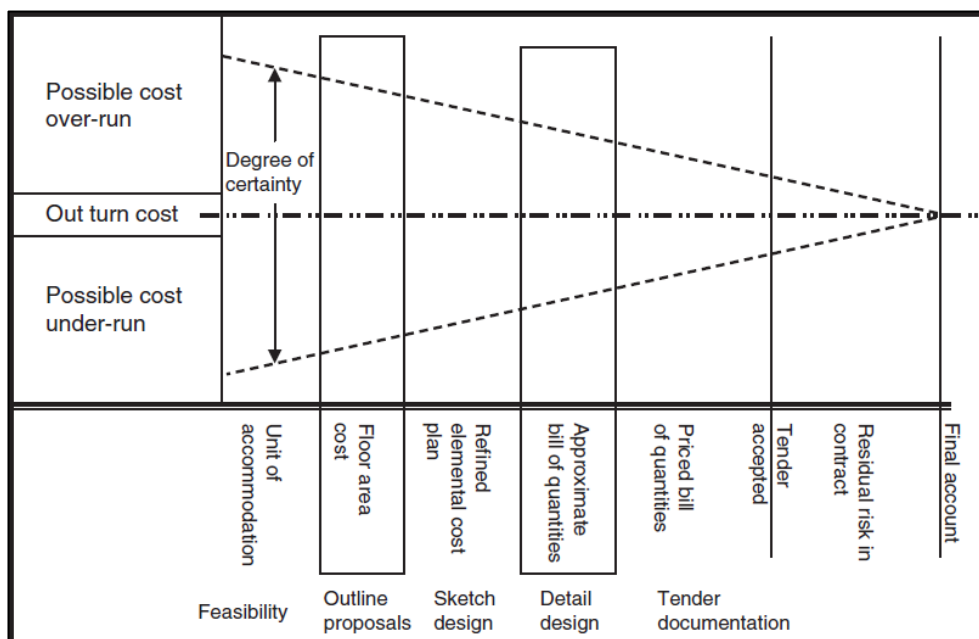 Possible cost
over-run
Degree of
certainty
Out turn cost
Possible cost
under-run
Unit of
accommodation
Floor area
cost
Refined
elemental cost
plan
Approximate
bill of quantities
Priced bill
of quantities
Tender
accepted
Residual risk in
contract
Final account
Feasibility
Outline
proposals
Sketch
design
Detail
design
Tender
documentation